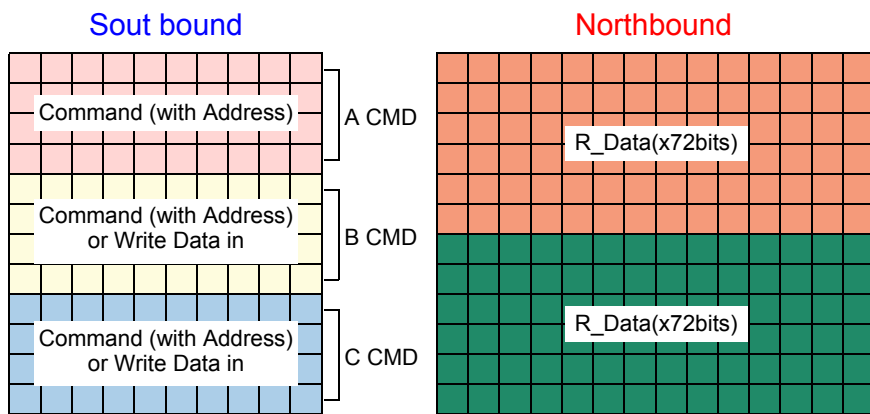 Sout bound
Northbound
Command (with Address)
A CMD
Command (with Address)
or Write Data in
B CMD
Command (with Address)
or Write Data in
C CMD
R_Data(x72bits)
R_Data(x72bits)